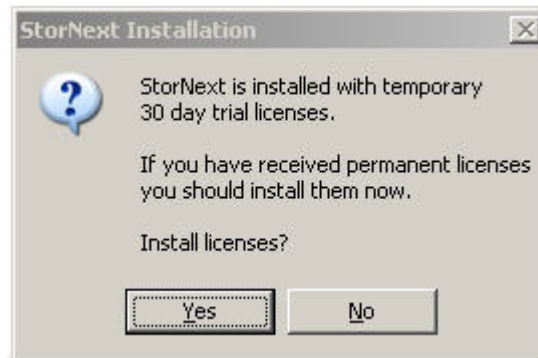 StorNext Installation
StorNext is installed with temporary
30 day trial licenses.
If you have received permanent licenses
you should install them now.
Install licenses?
Yes
No